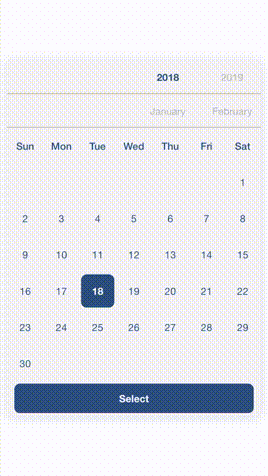 2018 2019
January February
Sun Mon Tue Wed Thu Fri Sat
1
2 3 4 5 6 7 8
9 10 11 12 13 14 15
16 17 18 19 20 21 22
23 24 25 26 27 28 29
30
Select